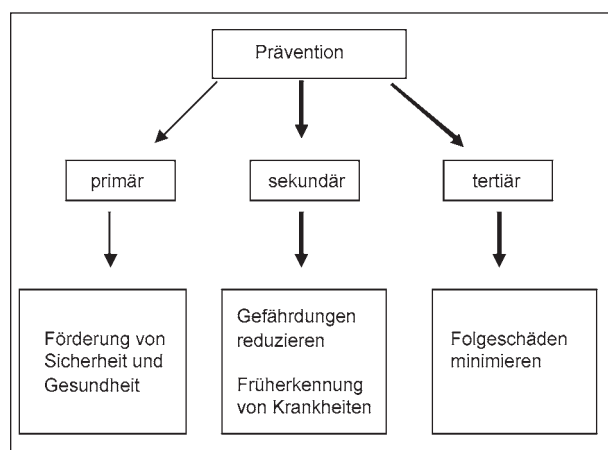 Prävention
primär
sekundär
tertiär
Förderung von
Sicherheit und
Gesundheit
Gefährdungen
reduzieren
Früherkennung
von Krankheiten
Folgeschäden
minimieren